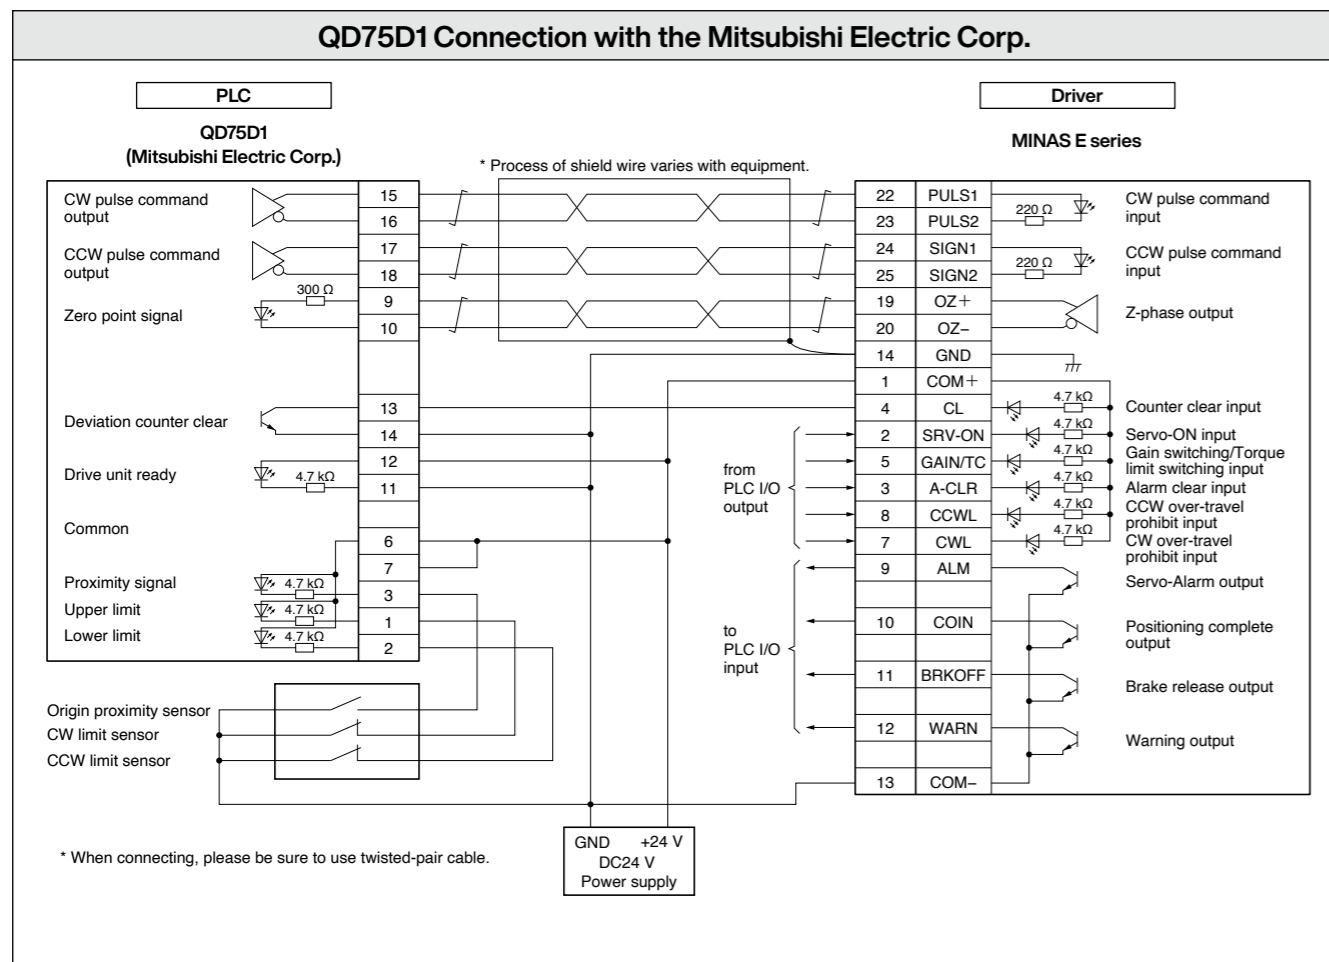 QD75D1 Connection with the Mitsubishi Electric Corp.
PLC
QD75D1
(Mitsubishi Electric Corp.)
Driver
MINAS E series
* Process of shield wire varies with equipment.
CW pulse command
output
CCW pulse command
output
300 Ω
Zero point signal
Deviation counter clear
Drive unit ready
4.7 kΩ
Common
Proximity signal
4.7 kΩ
Upper limit
4.7 kΩ
Lower limit
4.7 kΩ
15
16
17
18
9
10
13
14
12
11
6
7
3
1
2
Origin proximity sensor
CW limit sensor
CCW limit sensor
from
PLC I/O
output
to
PLC I/O
input
22 PULS1
23 PULS2
24 SIGN1
25 SIGN2
19 OZ+
20 OZ−
14 GND
1 COM+
4 CL
2 SRV-ON
5 GAIN/TC
3 A-CLR
8 CCWL
7 CWL
9 ALM
10 COIN
11 BRKOFF
12 WARN
13 COM−
220 Ω
220 Ω
4.7 kΩ
4.7 kΩ
4.7 kΩ
4.7 kΩ
4.7 kΩ
4.7 kΩ
CW pulse command
input
CCW pulse command
input
Z-phase output
Counter clear input
Servo-ON input
Gain switching/Torque
limit switching input
Alarm clear input
CCW over-travel
prohibit input
CW over-travel
prohibit input
Servo-Alarm output
Positioning complete
output
Brake release output
Warning output
GND +24 V
DC24 V
Power supply
* When connecting, please be sure to use twisted-pair cable.